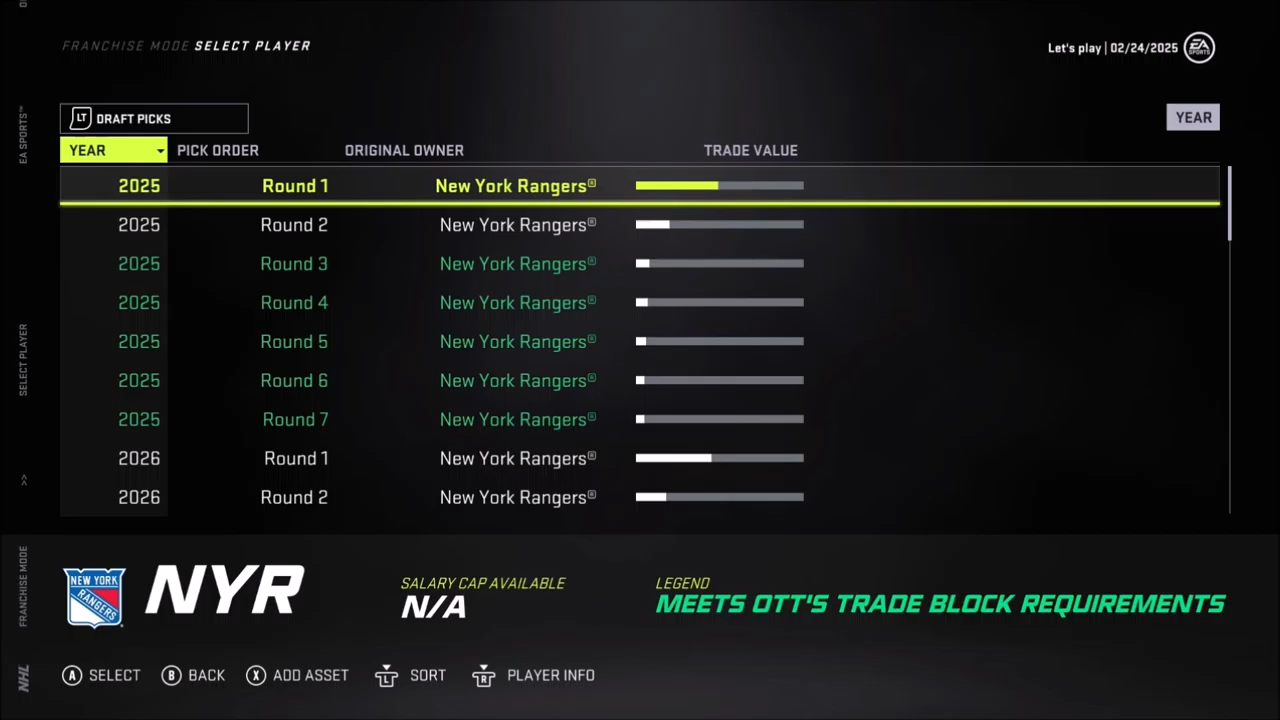 FRANCHISE MODE SELECT PLAYER
Let's play | 02/24/2025
EA SPORTS
LT DRAFT PICKS
YEAR
YEAR PICK ORDER ORIGINAL OWNER TRADE VALUE
2025 Round 1 New York Rangers®
2025 Round 2 New York Rangers®
2025 Round 3 New York Rangers®
2025 Round 4 New York Rangers®
2025 Round 5 New York Rangers®
2025 Round 6 New York Rangers®
2025 Round 7 New York Rangers®
2026 Round 1 New York Rangers®
2026 Round 2 New York Rangers®
EA SPORTS™
SELECT PLAYER
>>
FRANCHISE MODE
NHL
NEW YORK
RANGERS
NYR
SALARY CAP AVAILABLE
N/A
LEGEND
MEETS OTT'S TRADE BLOCK REQUIREMENTS
A SELECT B BACK X ADD ASSET L SORT R PLAYER INFO